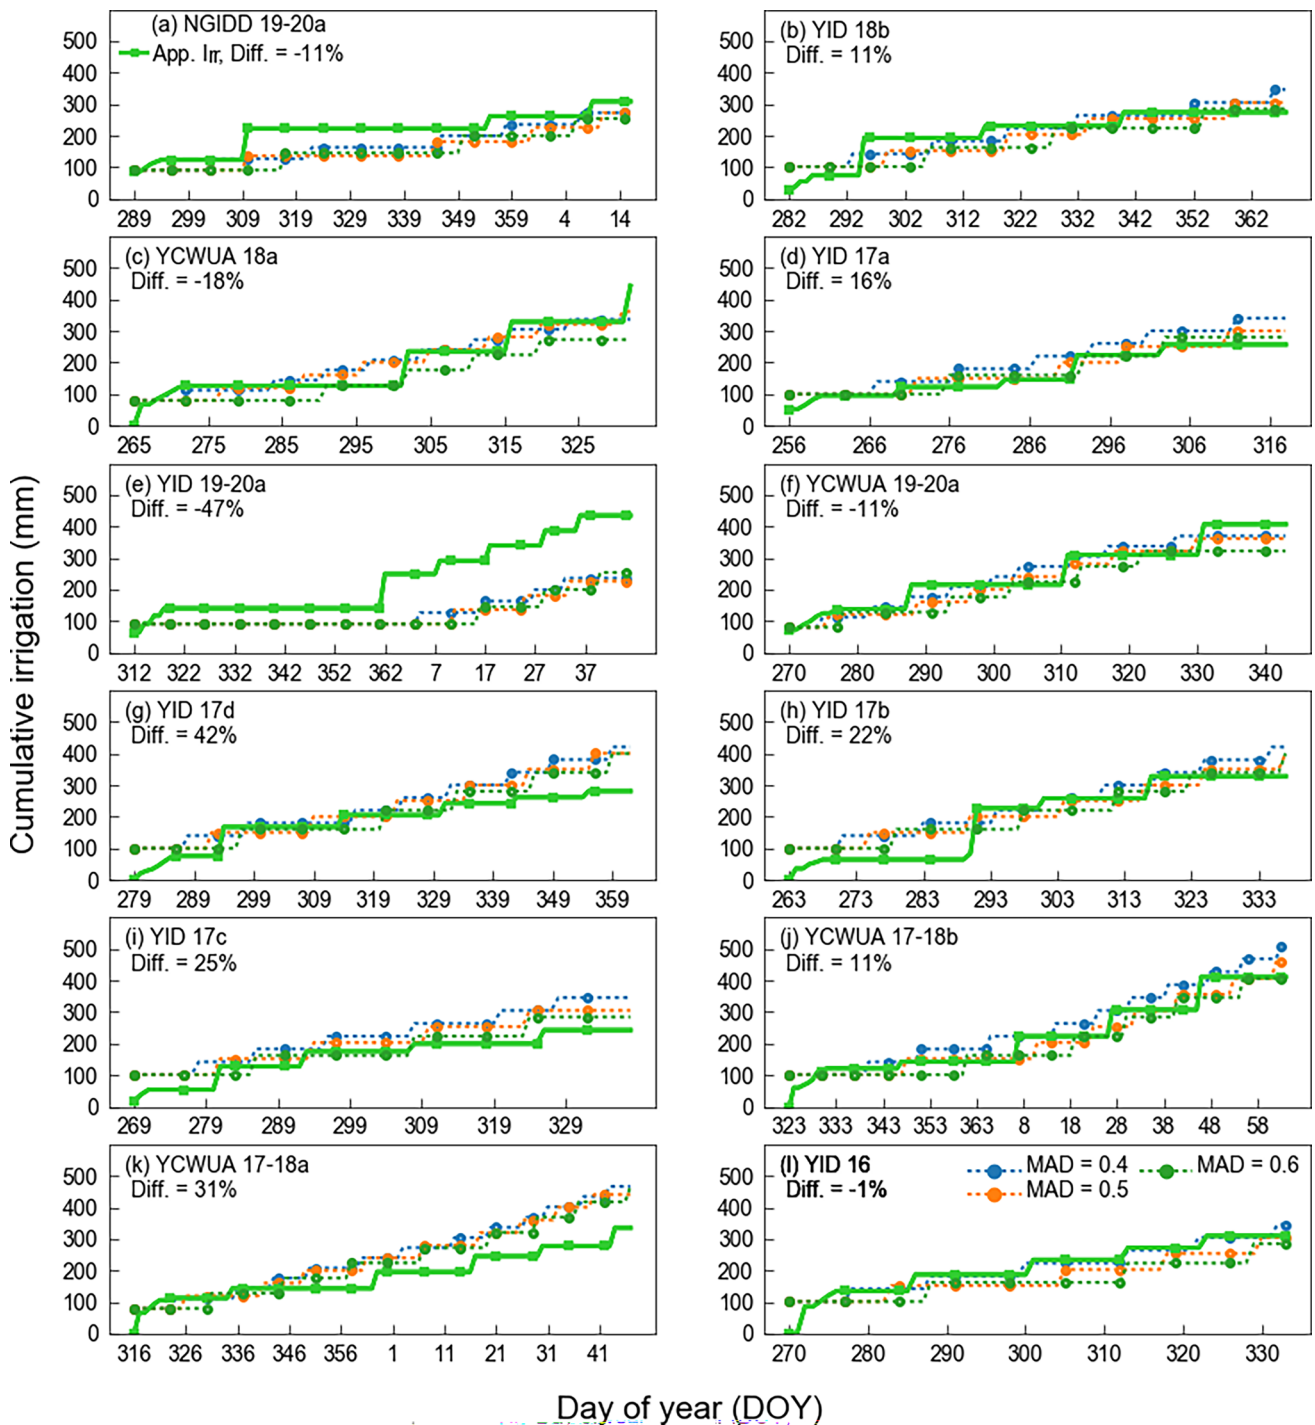 (a) NGIDD 19-20a
App. Irr, Diff. = -11%
500
400
300
200
100
0
289 299 309 319 329 339 349 359 4 14
(b) YID 18b
Diff. = 11%
500
400
300
200
100
0
282 292 302 312 322 332 342 352 362
(c) YCWUA 18a
Diff. = -18%
500
400
300
200
100
0
265 275 285 295 305 315 325
(d) YID 17a
Diff. = 16%
500
400
300
200
100
0
256 266 276 286 296 306 316
(e) YID 19-20a
Diff. = -47%
500
400
300
200
100
0
312 322 332 342 352 362 7 17 27 37
(f) YCWUA 19-20a
Diff. = -11%
500
400
300
200
100
0
270 280 290 300 310 320 330 340
(g) YID 17d
Diff. = 42%
500
400
300
200
100
0
279 289 299 309 319 329 339 349 359
(h) YID 17b
Diff. = 22%
500
400
300
200
100
0
263 273 283 293 303 313 323 333
(i) YID 17c
Diff. = 25%
500
400
300
200
100
0
269 279 289 299 309 319 329
(j) YCWUA 17-18b
Diff. = 11%
500
400
300
200
100
0
323 333 343 353 363 8 18 28 38 48 58
(k) YCWUA 17-18a
Diff. = 31%
500
400
300
200
100
0
316 326 336 346 356 1 11 21 31 41
(l) YID 16
Diff. = -1%
MAD = 0.4
MAD = 0.5
MAD = 0.6
500
400
300
200
100
0
270 280 290 300 310 320 330
Cumulative irrigation (mm)
Day of year (DOY)